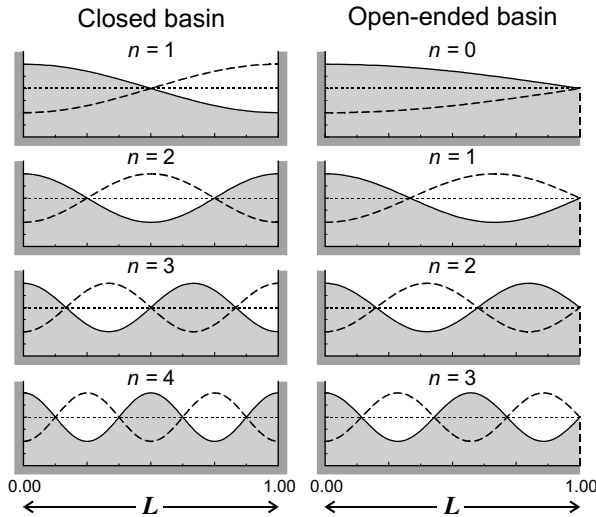 Closed basin
Open-ended basin
n = 1
n = 0
n = 2
n = 1
n = 3
n = 2
n = 4
n = 3
0.00
1.00 0.00
1.00
L
L